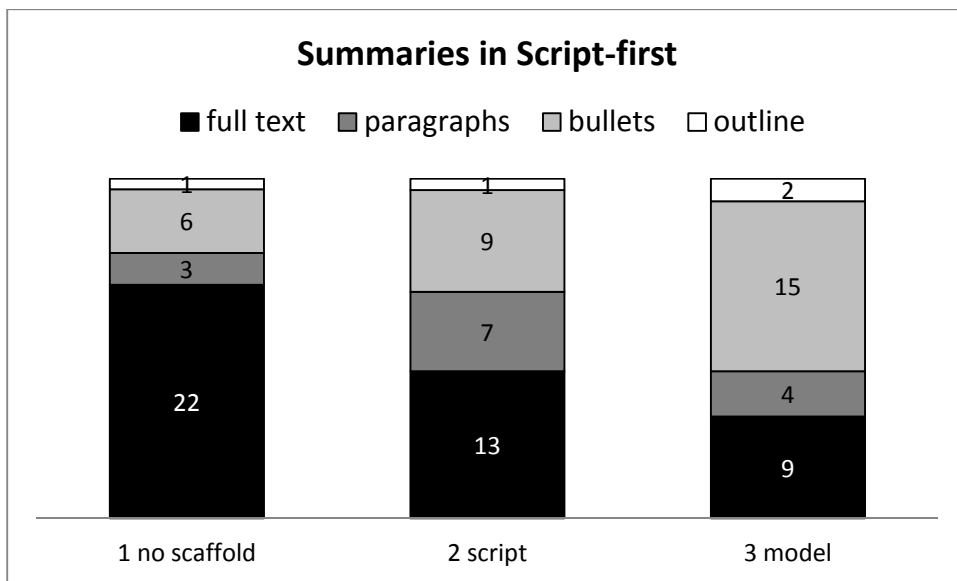 Summaries in Script-first
full text paragraphs bullets outline
1 1 2
6 9 15
3 7 4
22 13 9
1 no scaffold 2 script 3 model